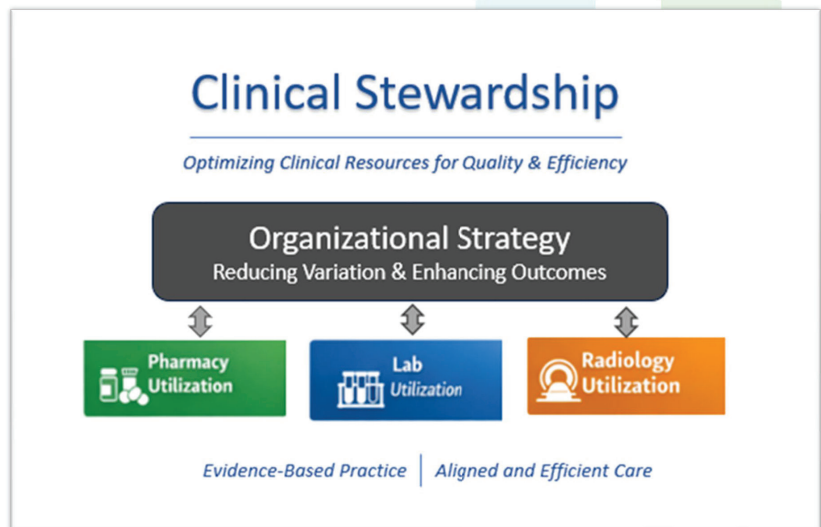 Clinical Stewardship
Optimizing Clinical Resources for Quality & Efficiency
Organizational Strategy
Reducing Variation & Enhancing Outcomes
Pharmacy
Utilization
Lab
Utilization
Radiology
Utilization
Evidence-Based Practice | Aligned and Efficient Care